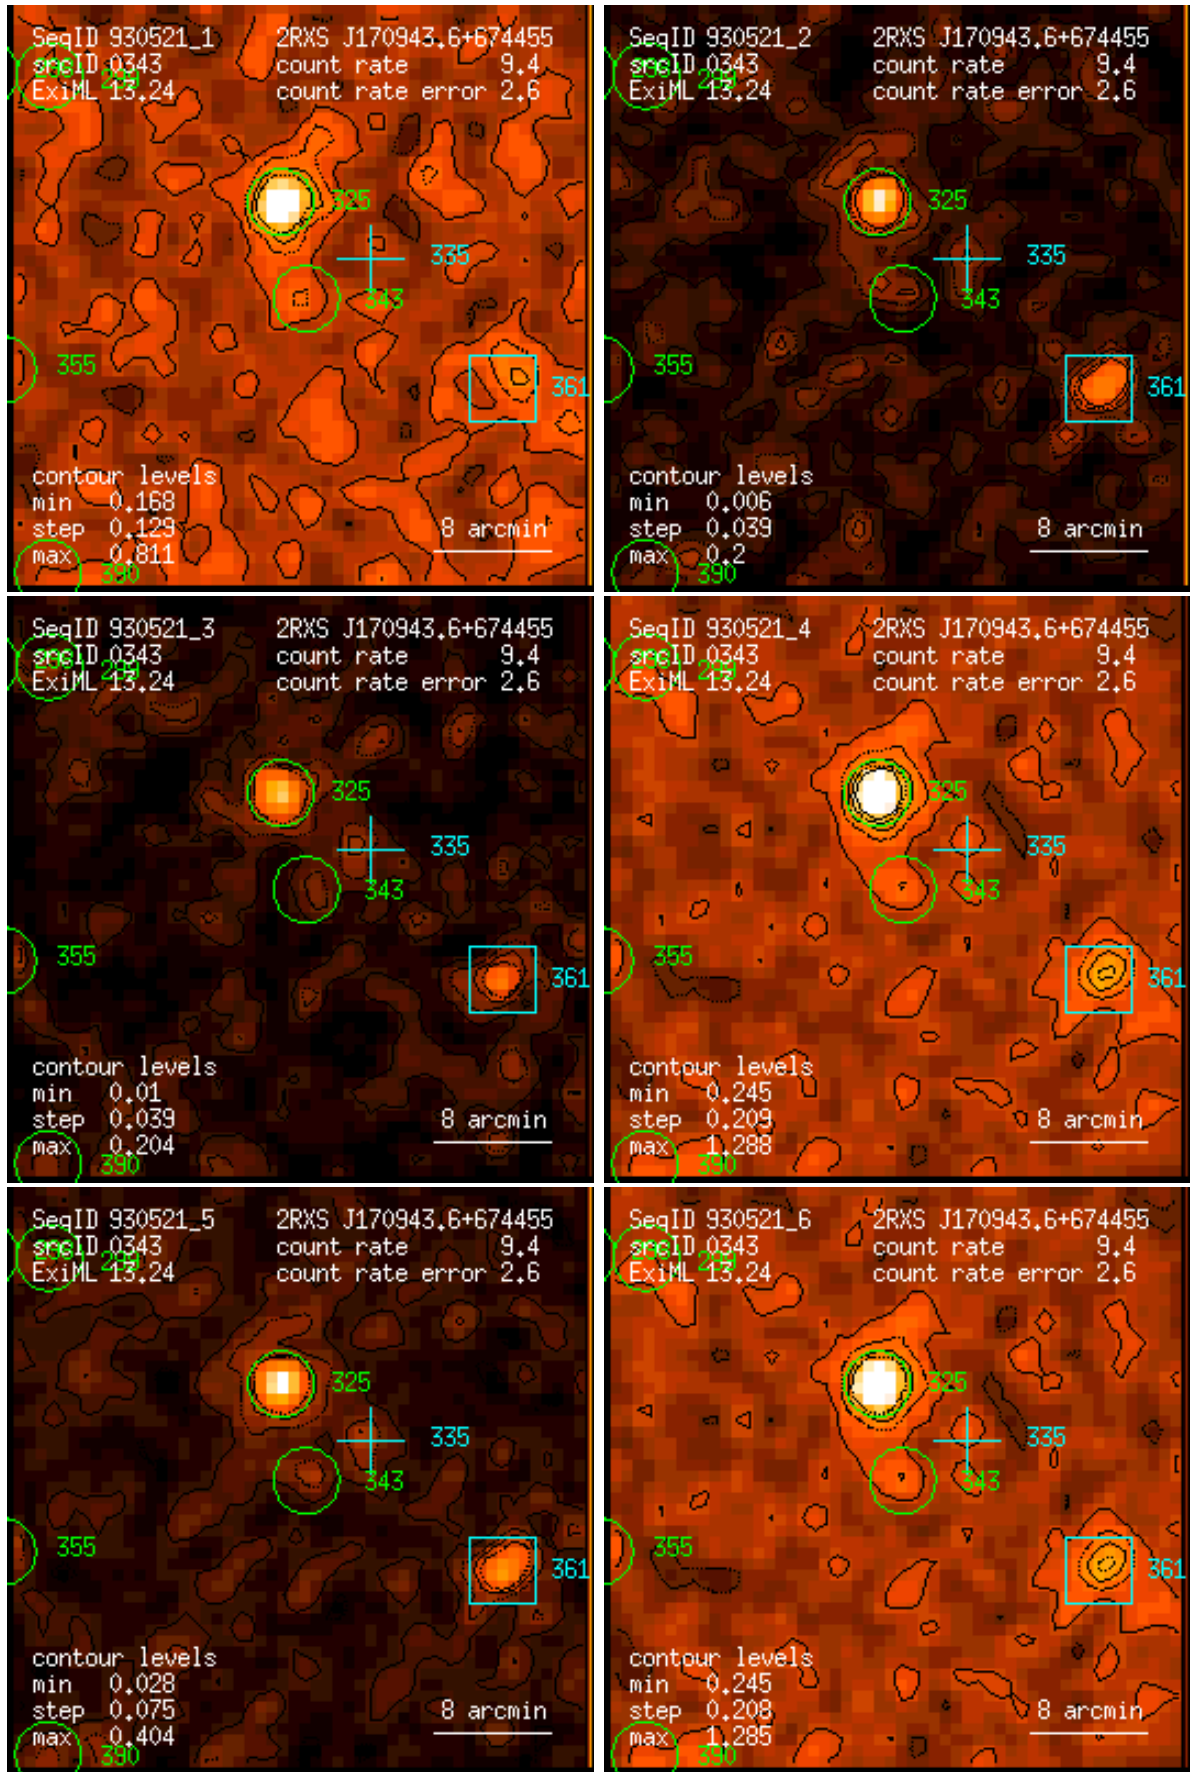 SeqID 930521_1 2RXS J170943.6+674455
srcID 0343 count rate 9.4
ExiML 13.24 count rate error 2.6
299
325
335
343
355
361
contour levels
min 0.168
step 0.129
max 0.811
8 arcmin
390
SeqID 930521_2 2RXS J170943.6+674455
srcID 0343 count rate 9.4
ExiML 13.24 count rate error 2.6
299
325
335
343
355
361
contour levels
min 0.006
step 0.039
max 0.2
8 arcmin
390
SeqID 930521_3 2RXS J170943.6+674455
srcID 0343 count rate 9.4
ExiML 13.24 count rate error 2.6
299
325
335
343
355
361
contour levels
min 0.01
step 0.039
max 0.204
8 arcmin
390
SeqID 930521_4 2RXS J170943.6+674455
srcID 0343 count rate 9.4
ExiML 13.24 count rate error 2.6
299
325
335
343
355
361
contour levels
min 0.245
step 0.209
max 1.288
8 arcmin
390
SeqID 930521_5 2RXS J170943.6+674455
srcID 0343 count rate 9.4
ExiML 13.24 count rate error 2.6
299
325
335
343
355
361
contour levels
min 0.028
step 0.075
max 0.404
8 arcmin
390
SeqID 930521_6 2RXS J170943.6+674455
srcID 0343 count rate 9.4
ExiML 13.24 count rate error 2.6
299
325
335
343
355
361
contour levels
min 0.245
step 0.208
max 1.285
8 arcmin
390